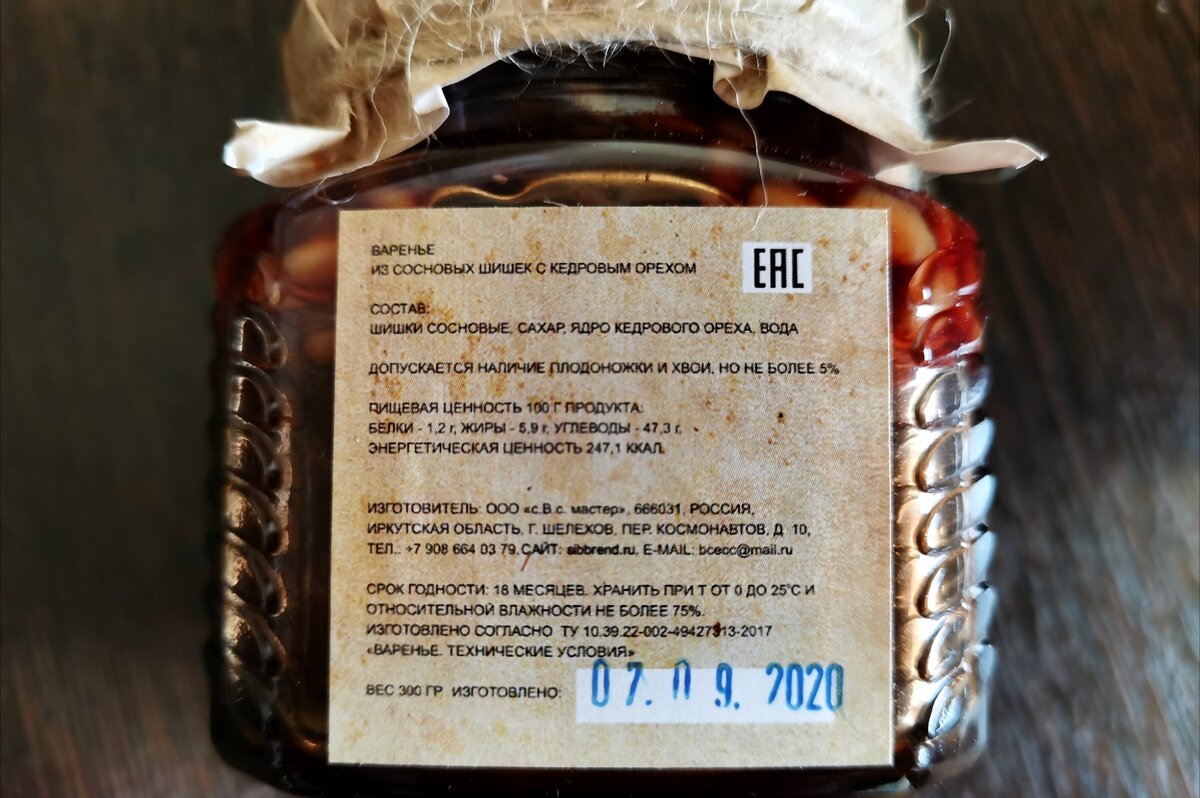 ВАРЕНЬЕ
ИЗ СОСНОВЫХ ШИШЕК С КЕДРОВЫМ ОРЕХОМ
EAC
СОСТАВ:
ШИШКИ СОСНОВЫЕ, САХАР, ЯДРО КЕДРОВОГО ОРЕХА, ВОДА
ДОПУСКАЕТСЯ НАЛИЧИЕ ПЛОДОНОЖКИ И ХВОИ, НО НЕ БОЛЕЕ 5%
ПИЩЕВАЯ ЦЕННОСТЬ 100 Г ПРОДУКТА:
БЕЛКИ - 1,2 г, ЖИРЫ - 5,9 г, УГЛЕВОДЫ - 47,3 г,
ЭНЕРГЕТИЧЕСКАЯ ЦЕННОСТЬ 247,1 ККАЛ,
ИЗГОТОВИТЕЛЬ: ООО «с.В.с. мастер», 666031, РОССИЯ,
ИРКУТСКАЯ ОБЛАСТЬ, Г. ШЕЛЕХОВ, ПЕР. КОСМОНАВТОВ, Д. 10,
ТЕЛ.: +7 908 664 03 79, САЙТ: sibbrend.ru, E-MAIL: bcecc@mail.ru
СРОК ГОДНОСТИ: 18 МЕСЯЦЕВ. ХРАНИТЬ ПРИ Т ОТ 0 ДО 25°С И
ОТНОСИТЕЛЬНОЙ ВЛАЖНОСТИ НЕ БОЛЕЕ 75%.
ИЗГОТОВЛЕНО СОГЛАСНО ТУ 10.39.22-002-49427313-2017
«ВАРЕНЬЕ. ТЕХНИЧЕСКИЕ УСЛОВИЯ»
ВЕС 300 ГР ИЗГОТОВЛЕНО: 07. 09. 2020